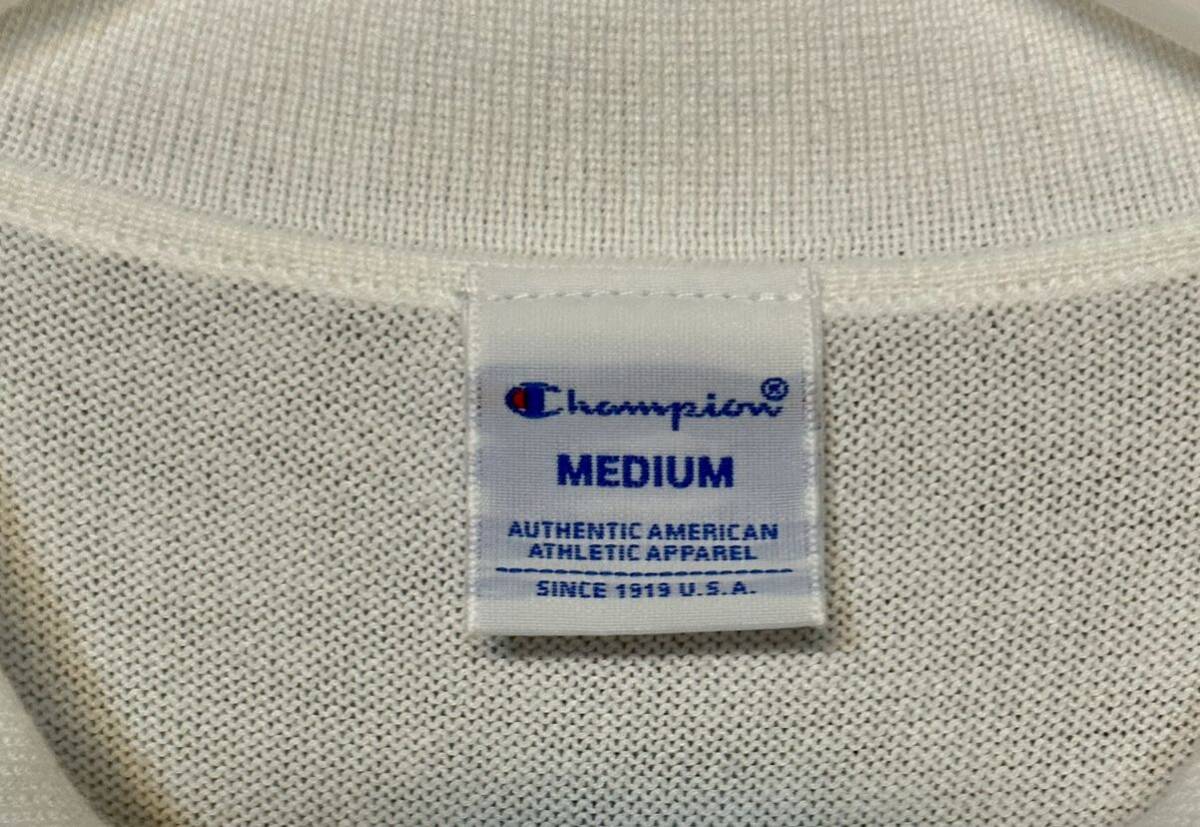 Champion®
MEDIUM
AUTHENTIC AMERICAN
ATHLETIC APPAREL
SINCE 1919 U.S.A.